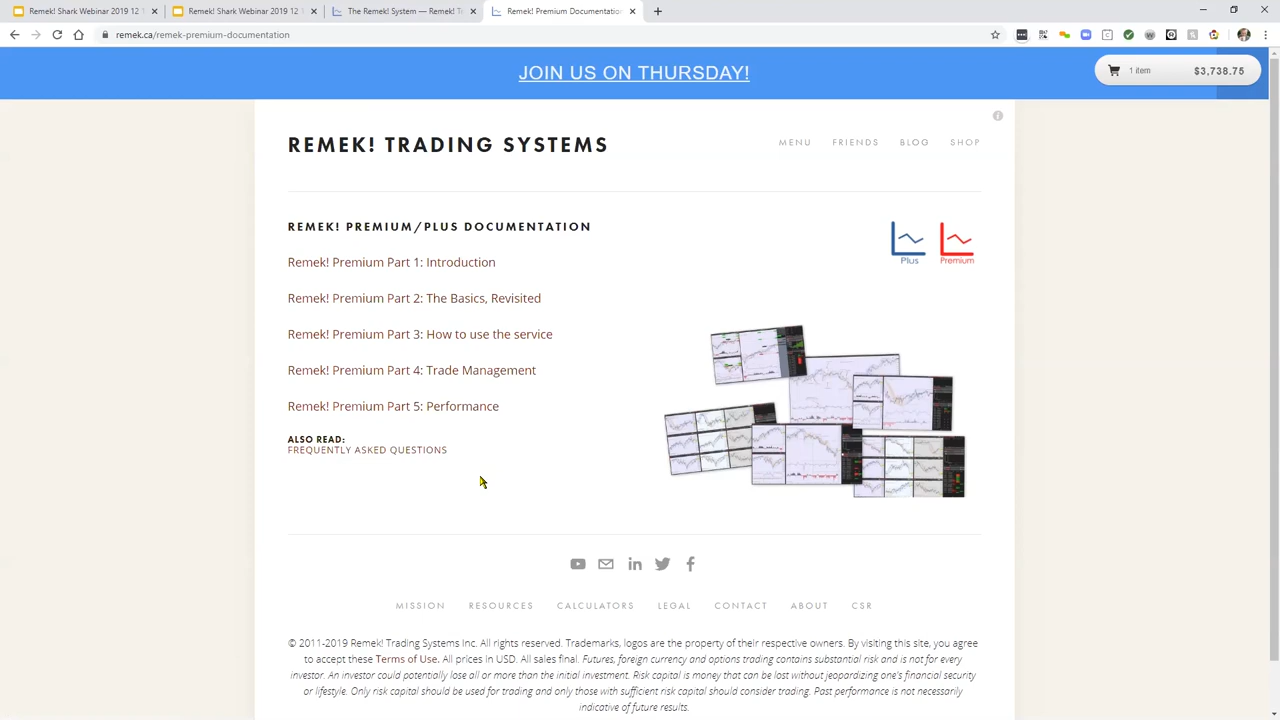 Remek! Shark Webinar 2019 12
Remek! Shark Webinar 2019 12
The Remek! System — Remek! T
Remek! Premium Documentatio
remek.ca/remek-premium-documentation
JOIN US ON THURSDAY!
1 item $3,738.75
REMEK! TRADING SYSTEMS
MENU FRIENDS BLOG SHOP
REMEK! PREMIUM/PLUS DOCUMENTATION
Plus Premium
Remek! Premium Part 1: Introduction
Remek! Premium Part 2: The Basics, Revisited
Remek! Premium Part 3: How to use the service
Remek! Premium Part 4: Trade Management
Remek! Premium Part 5: Performance
ALSO READ:
FREQUENTLY ASKED QUESTIONS
MISSION RESOURCES CALCULATORS LEGAL CONTACT ABOUT CSR
© 2011-2019 Remek! Trading Systems Inc. All rights reserved. Trademarks, logos are the property of their respective owners. By visiting this site, you agree
to accept these Terms of Use. All prices in USD. All sales final. Futures, foreign currency and options trading contains substantial risk and is not for every
investor. An investor could potentially lose all or more than the initial investment. Risk capital is money that can be lost without jeopardizing one's financial security
or lifestyle. Only risk capital should be used for trading and only those with sufficient risk capital should consider trading. Past performance is not necessarily
indicative of future results.